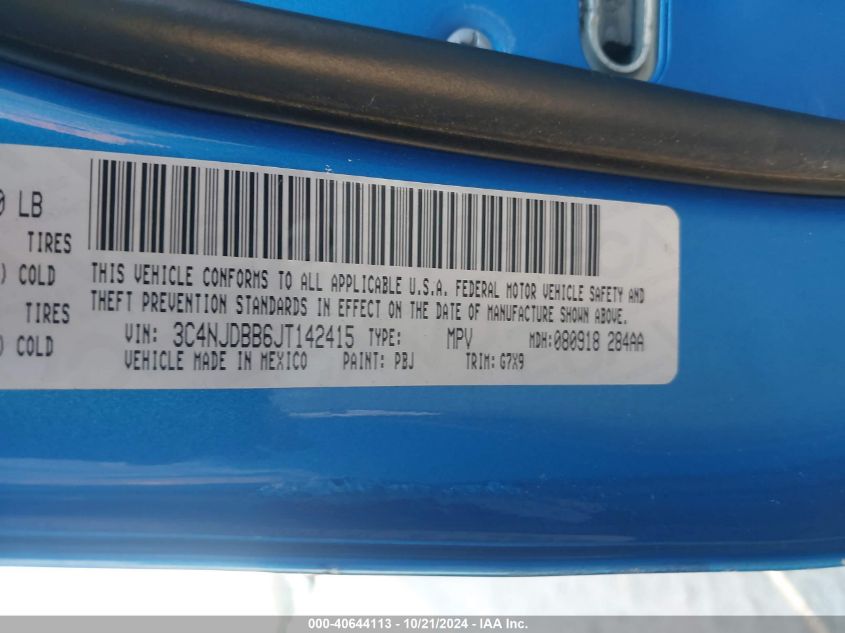 0 LB
TIRES
) COLD
TIRES
) COLD
THIS VEHICLE CONFORMS TO ALL APPLICABLE U.S.A. FEDERAL MOTOR VEHICLE SAFETY AND
THEFT PREVENTION STANDARDS IN EFFECT ON THE DATE OF MANUFACTURE SHOWN ABOVE.
VIN: 3C4NJDBB6JT142415 TYPE: MPV MDH:080918 284AA
VEHICLE MADE IN MEXICO PAINT: PBJ TRIM: G7X9
000-40644113 - 10/21/2024 - IAA Inc.